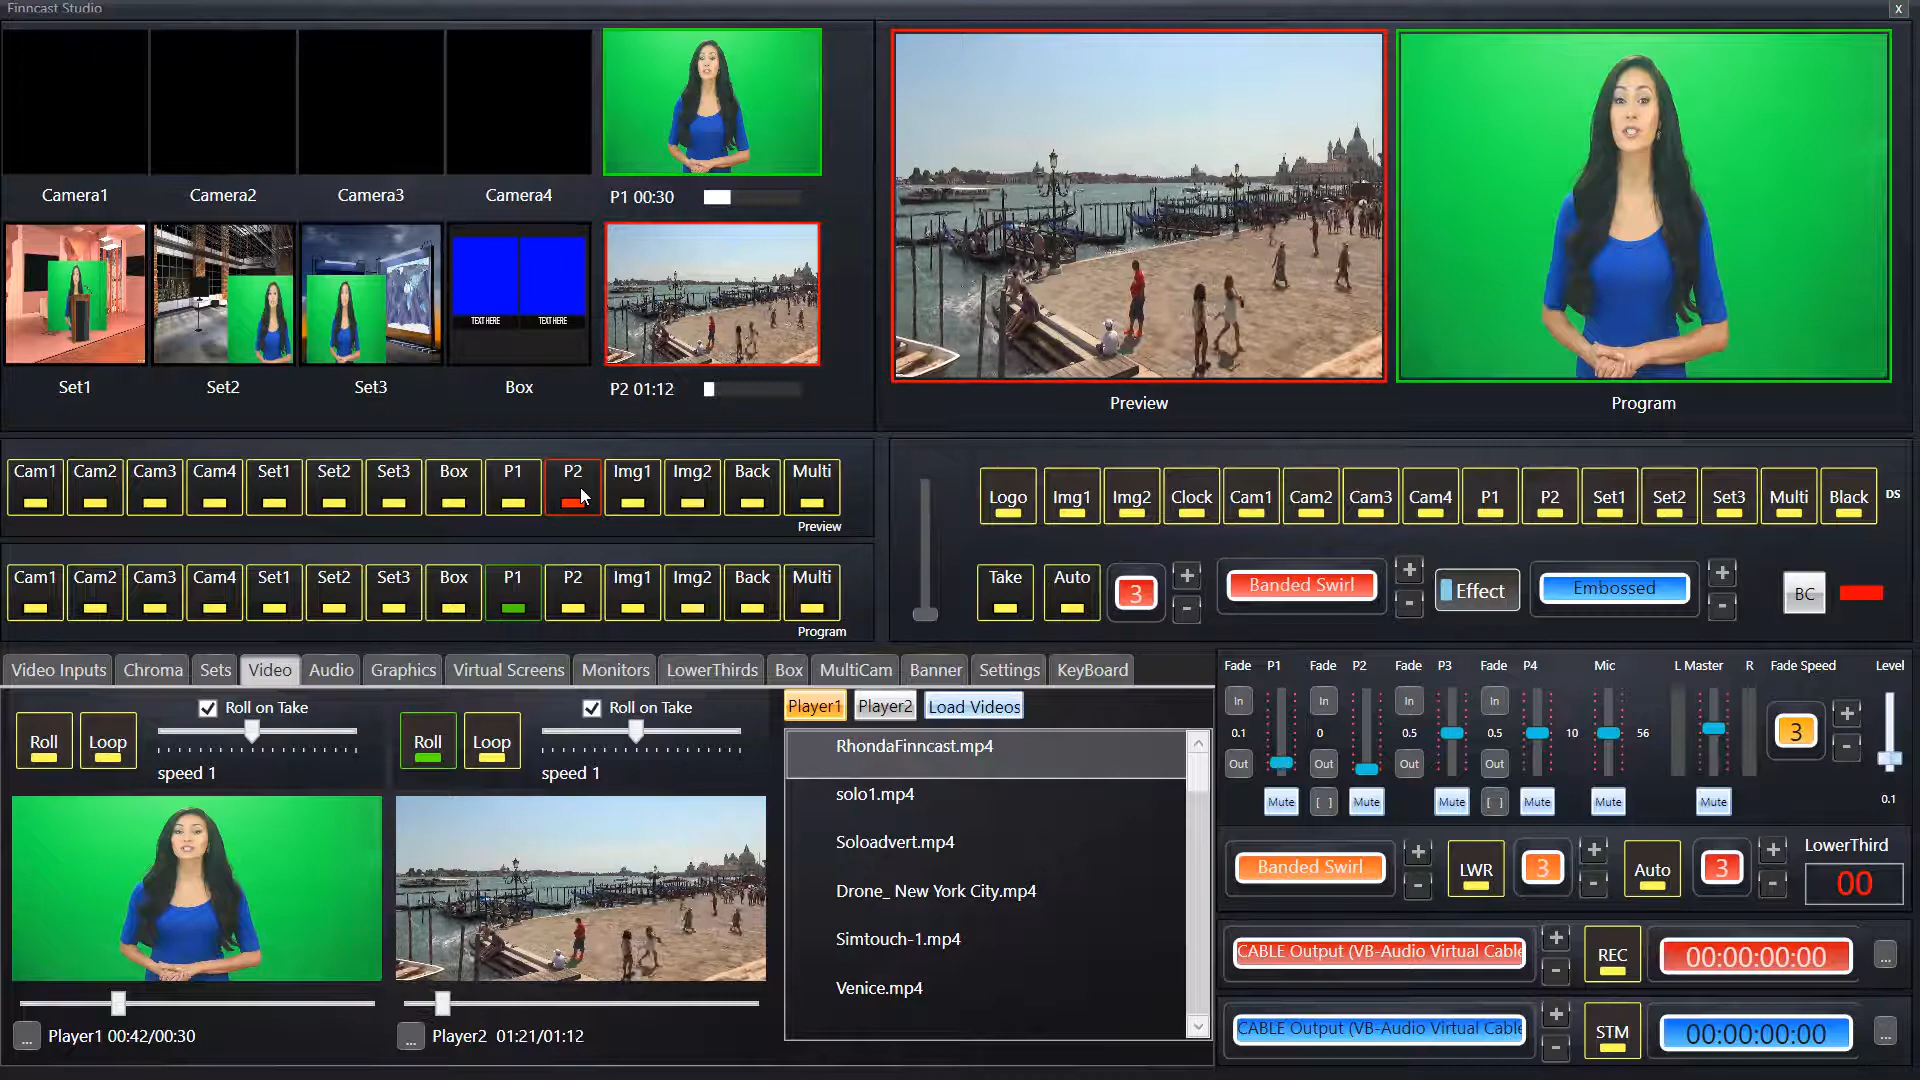 Finncast Studio
X
Camera1
Camera2
Camera3
Camera4
P1 00:30
TEXT HERE
TEXT HERE
Set1
Set2
Set3
Box
P2 01:12
Preview
Program
Cam1 Cam2 Cam3 Cam4 Set1 Set2 Set3 Box P1 P2 Img1 Img2 Back Multi
Preview
Cam1 Cam2 Cam3 Cam4 Set1 Set2 Set3 Box P1 P2 Img1 Img2 Back Multi
Program
Logo Img1 Img2 Clock Cam1 Cam2 Cam3 Cam4 P1 P2 Set1 Set2 Set3 Multi Black DS
Take Auto 3 + - Banded Swirl + - Effect Embossed + - BC
Video Inputs Chroma Sets Video Audio Graphics Virtual Screens Monitors LowerThirds Box MultiCam Banner Settings KeyBoard
Roll Loop
Roll on Take
speed 1
Roll Loop
Roll on Take
speed 1
Player1 Player2 Load Videos
RhondaFinncast.mp4
solo1.mp4
Soloadvert.mp4
Drone_ New York City.mp4
Simtouch-1.mp4
Venice.mp4
... Player1 00:42/00:30
... Player2 01:21/01:12
Fade P1 Fade P2 Fade P3 Fade P4 Mic L Master R Fade Speed Level
In In In In
0.1 0 0.5 0.5 10 56 3 + -
Out Out Out Out
Mute [ ] Mute Mute [ ] Mute Mute Mute 0.1
Banded Swirl + - LWR 3 + - Auto 3 + - LowerThird
00
CABLE Output (VB-Audio Virtual Cable + - REC 00:00:00:00 ...
CABLE Output (VB-Audio Virtual Cable + - STM 00:00:00:00 ...